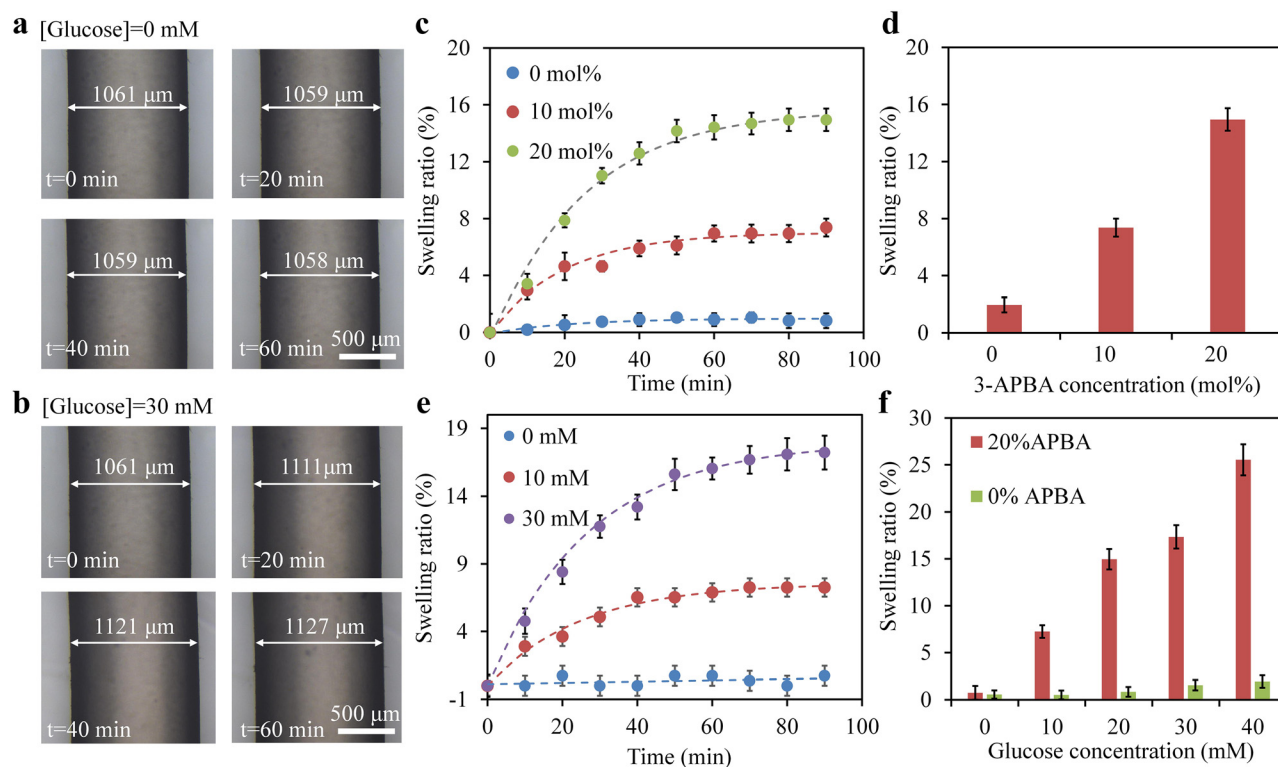 a [Glucose]=0 mM
1061 μm
t=0 min
1059 μm
t=20 min
1059 μm
t=40 min
1058 μm
t=60 min
500 μm
b [Glucose]=30 mM
1061 μm
t=0 min
1111μm
t=20 min
1121 μm
t=40 min
1127 μm
t=60 min
500 μm
c
Swelling ratio (%)
20
16
12
8
4
0
0 mol%
10 mol%
20 mol%
0 20 40 60 80 100
Time (min)
d
Swelling ratio (%)
20
16
12
8
4
0
0 10 20
3-APBA concentration (mol%)
e
Swelling ratio (%)
19
14
9
4
-1
0 mM
10 mM
30 mM
0 20 40 60 80 100
Time (min)
f
Swelling ratio (%)
30
25
20
15
10
5
0
20%APBA
0% APBA
0 10 20 30 40
Glucose concentration (mM)